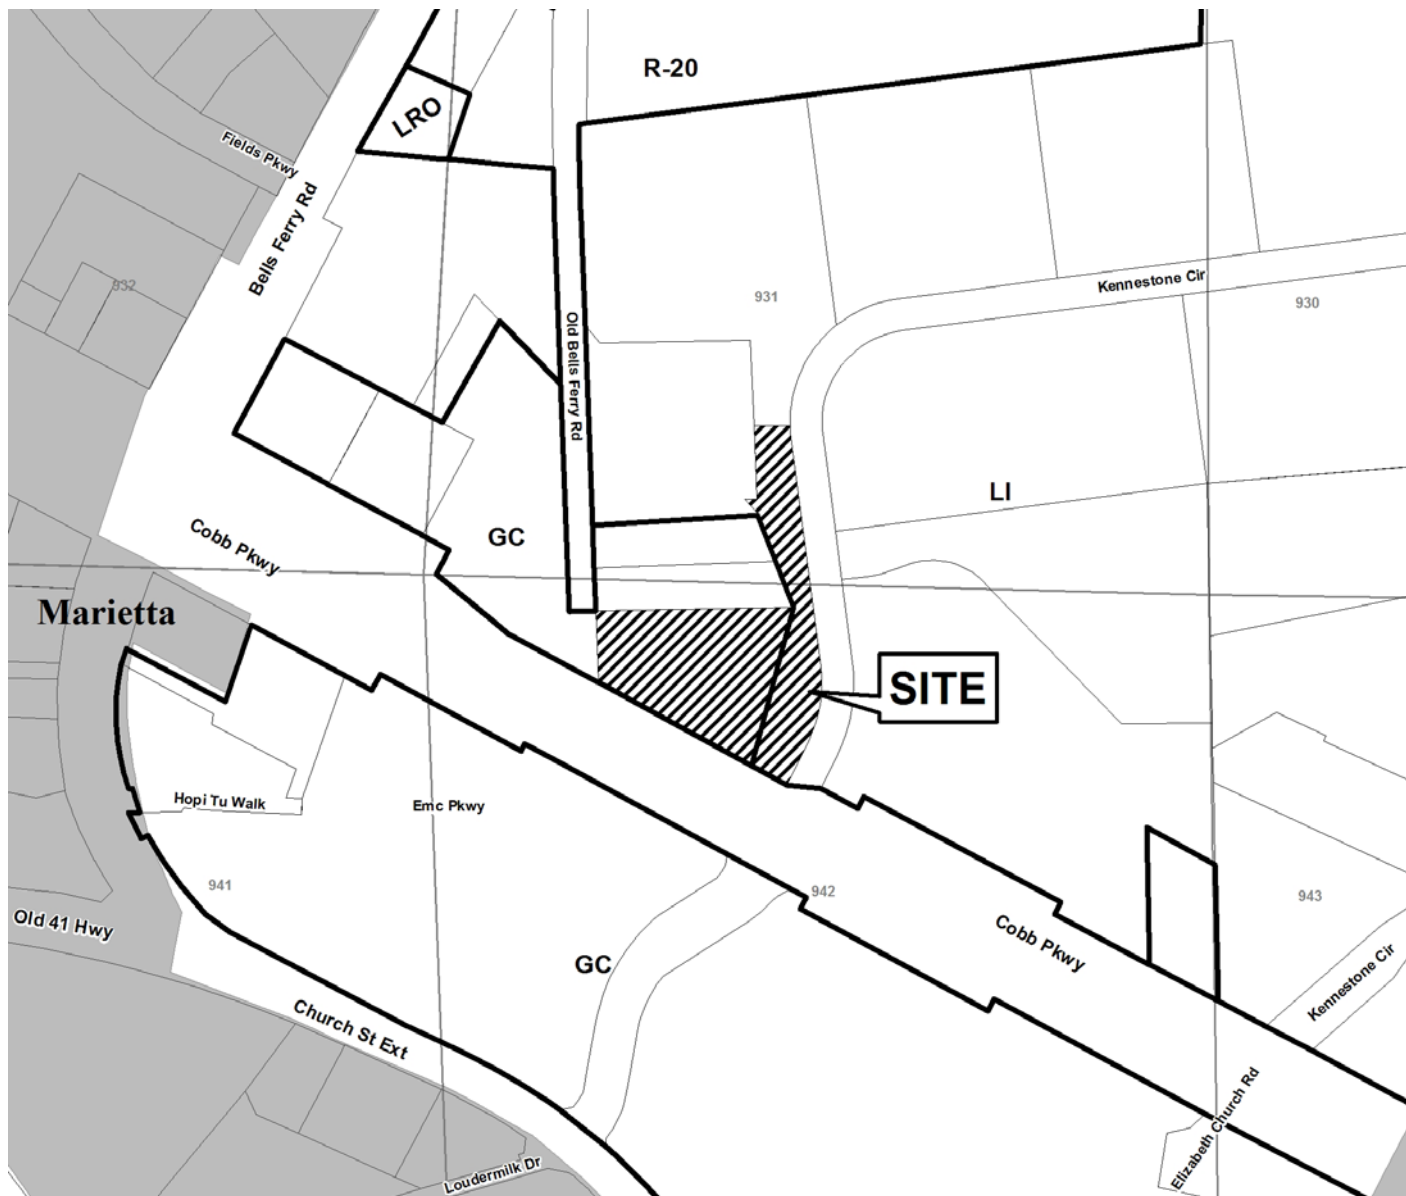 R-20
LRO
Fields Pkwy
Bells Ferry Rd
932
931
Kennestone Cir
930
Old Bells Ferry Rd
LI
GC
Cobb Pkwy
Marietta
SITE
Hopi Tu Walk
Emc Pkwy
941
942
943
Old 41 Hwy
GC
Cobb Pkwy
Kennestone Cir
Church St Ext
Elizabeth Church Rd
Loudermilk Dr